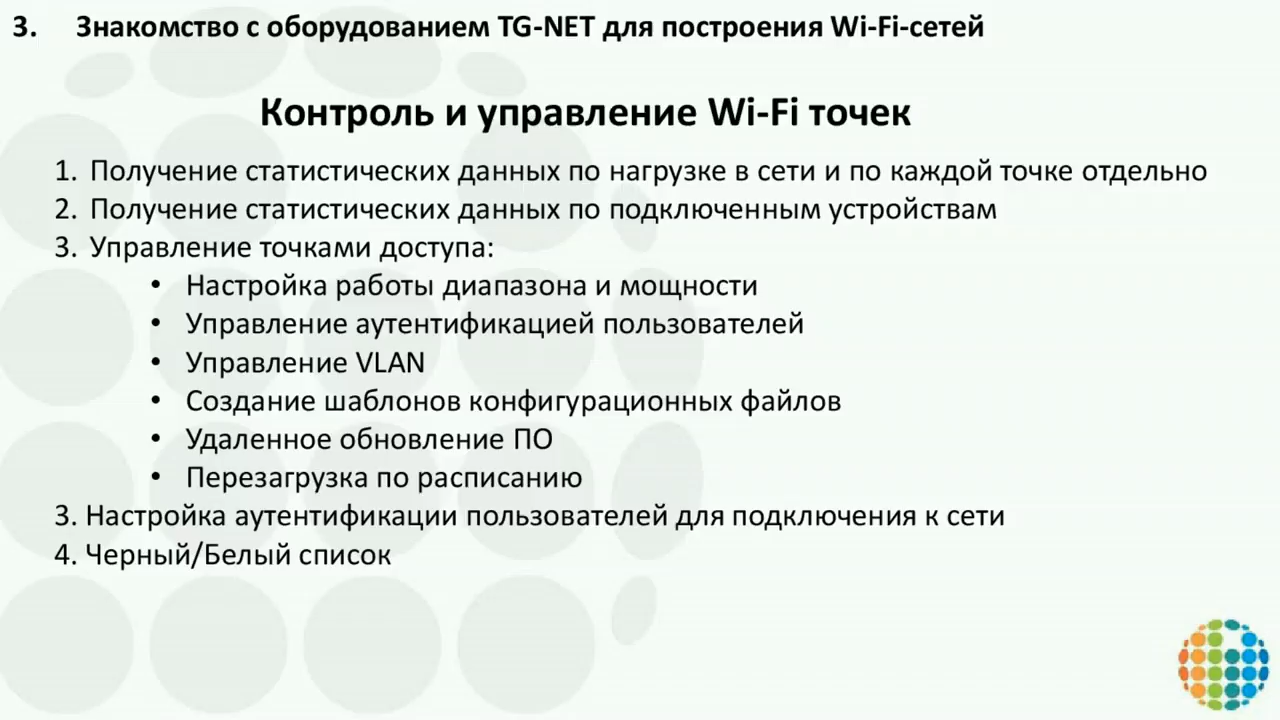 3. Знакомство с оборудованием TG-NET для построения Wi-Fi-сетей
Контроль и управление Wi-Fi точек
1. Получение статистических данных по нагрузке в сети и по каждой точке отдельно
2. Получение статистических данных по подключенным устройствам
3. Управление точками доступа:
• Настройка работы диапазона и мощности
• Управление аутентификацией пользователей
• Управление VLAN
• Создание шаблонов конфигурационных файлов
• Удаленное обновление ПО
• Перезагрузка по расписанию
3. Настройка аутентификации пользователей для подключения к сети
4. Черный/Белый список